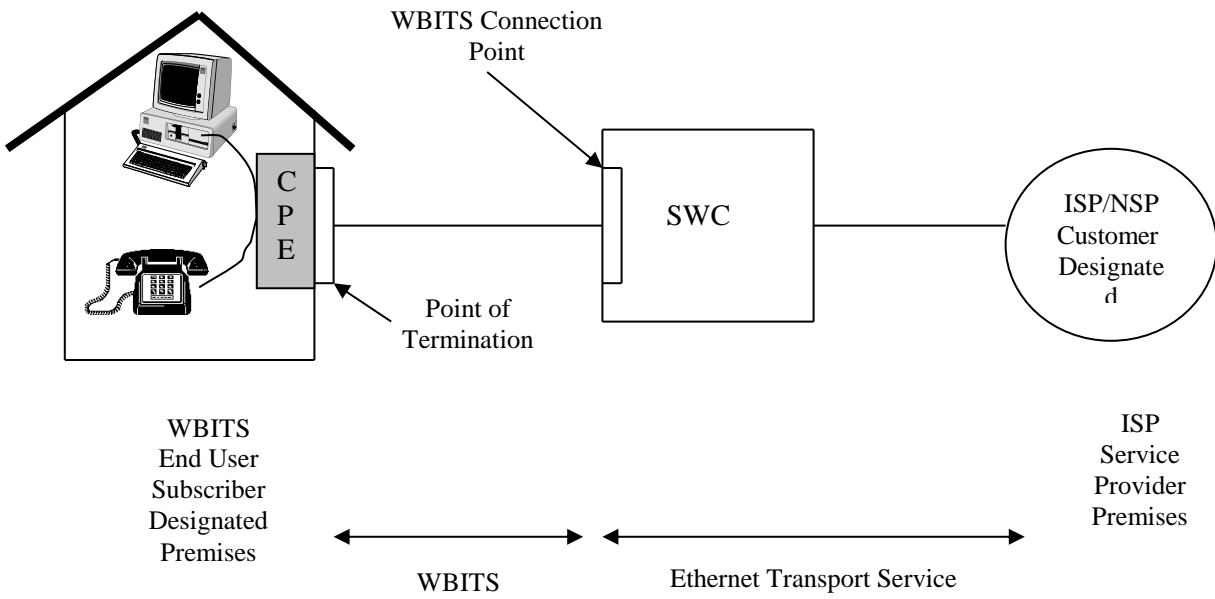 WBITS Connection
Point
C
P
E
SWC
ISP/NSP
Customer
Designate
d
Point of
Termination
WBITS
End User
Subscriber
Designated
Premises
ISP
Service
Provider
Premises
WBITS
Ethernet Transport Service